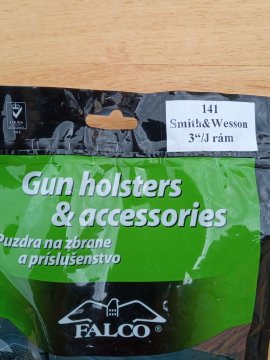 141
Smith&Wesson
3“/J rám
Gun holsters
& accessories
Puzdra na zbrane
a príslušenstvo
FALCO®